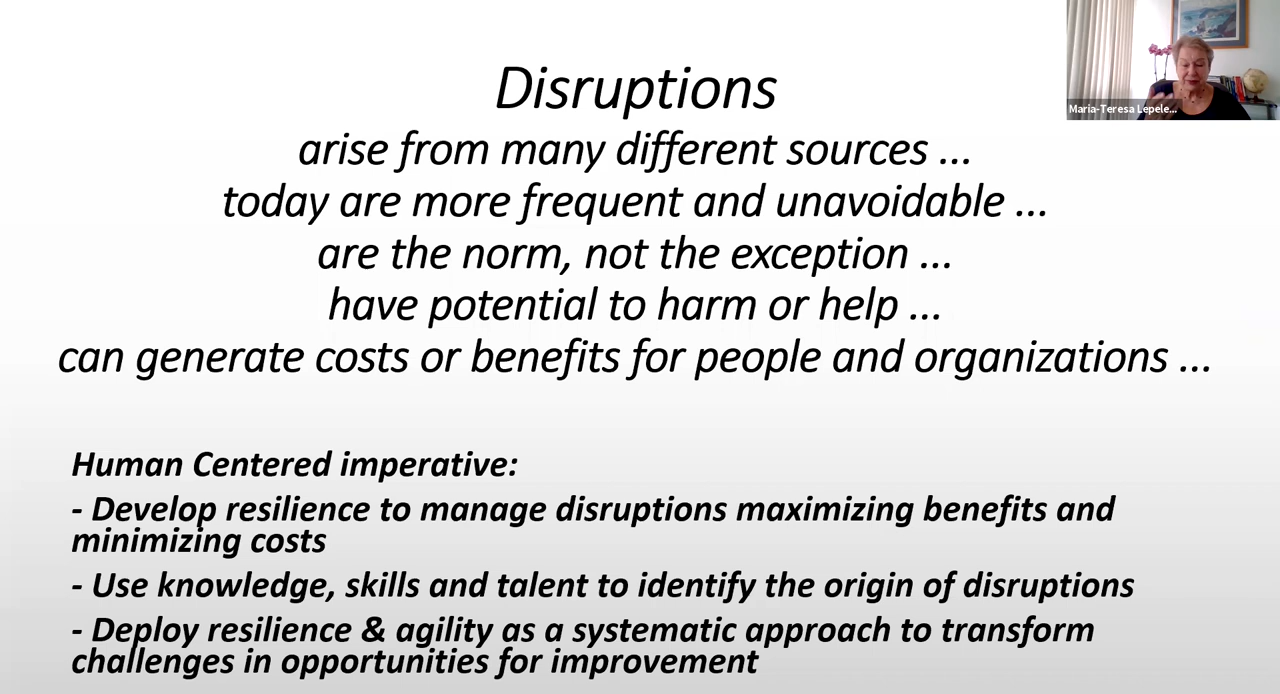 Disruptions
arise from many different sources ...
today are more frequent and unavoidable ...
are the norm, not the exception ...
have potential to harm or help ...
can generate costs or benefits for people and organizations ...
Maria-Teresa Lepele...
Human Centered imperative:
- Develop resilience to manage disruptions maximizing benefits and
minimizing costs
- Use knowledge, skills and talent to identify the origin of disruptions
- Deploy resilience & agility as a systematic approach to transform
challenges in opportunities for improvement